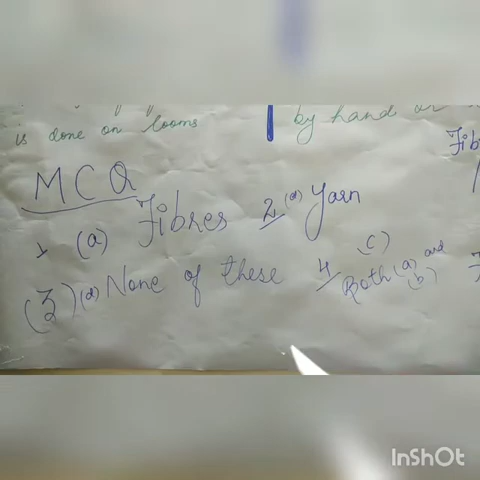 is done on looms
by hand or
Fib
MCQ
1 (a) Fibres 2 (d) Yarn
(3) (d) None of these 4 (c) Both (a) and (b)
InShOt